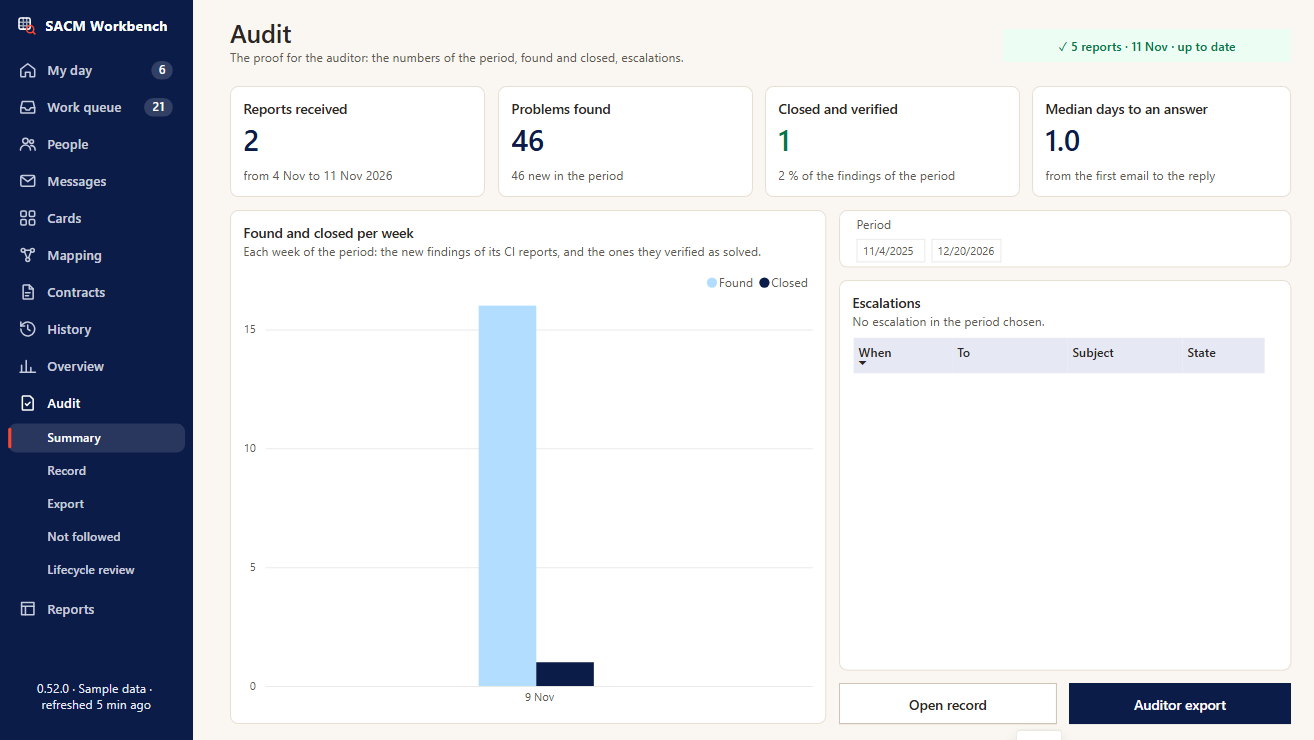 SACM Workbench
My day 6
Work queue 21
People
Messages
Cards
Mapping
Contracts
History
Overview
Audit
Summary
Record
Export
Not followed
Lifecycle review
Reports
0.52.0 · Sample data ·
refreshed 5 min ago
Audit
The proof for the auditor: the numbers of the period, found and closed, escalations.
✓ 5 reports · 11 Nov · up to date
Reports received
2
from 4 Nov to 11 Nov 2026
Problems found
46
46 new in the period
Closed and verified
1
2 % of the findings of the period
Median days to an answer
1.0
from the first email to the reply
Found and closed per week
Each week of the period: the new findings of its CI reports, and the ones they verified as solved.
Found Closed
15
10
5
0
9 Nov
Period
11/4/2025 12/20/2026
Escalations
No escalation in the period chosen.
When To Subject State
Open record
Auditor export